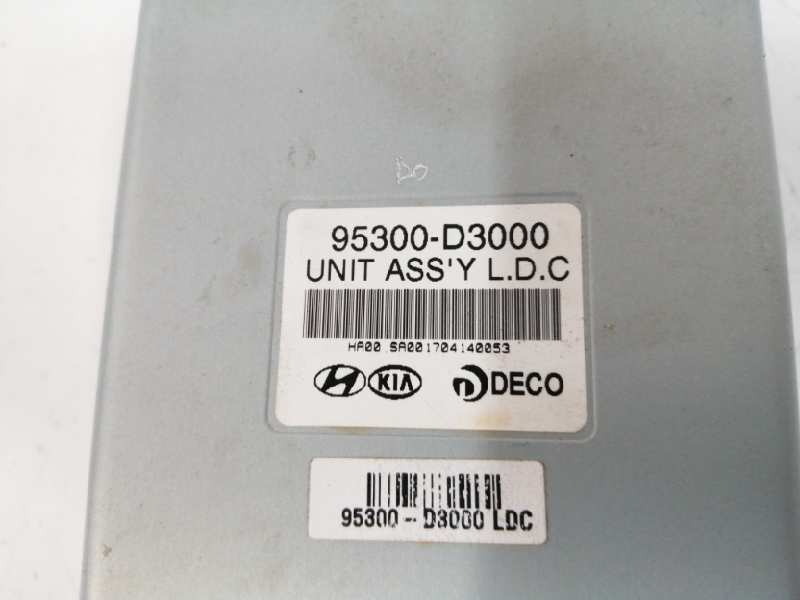 95300-D3000
UNIT ASS'Y L.D.C
HA00 SA001704140053
KIA DECO
95300 - D3000 LDC